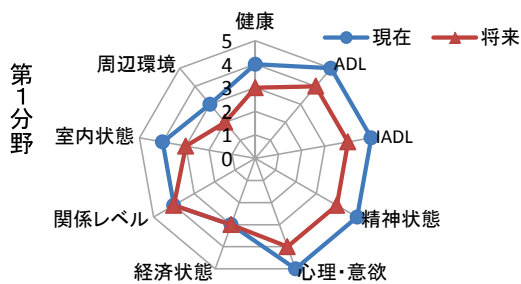 健康
5
4
3
2
1
0
現在
将来
ADL
IADL
精神状態
心理・意欲
経済状態
関係レベル
室内状態
周辺環境
第1分野